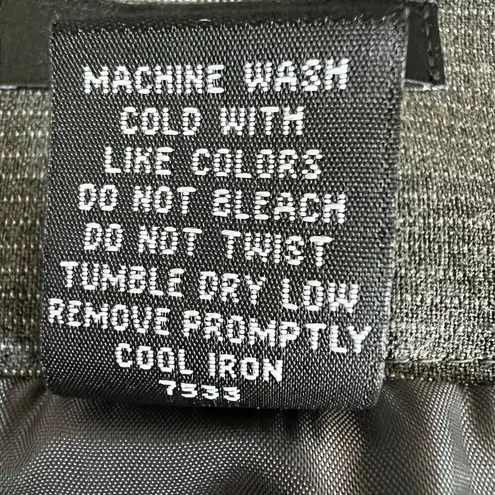 MACHINE WASH
COLD WITH
LIKE COLORS
DO NOT BLEACH
DO NOT TWIST
TUMBLE DRY LOW
REMOVE PROMPTLY
COOL IRON
7533